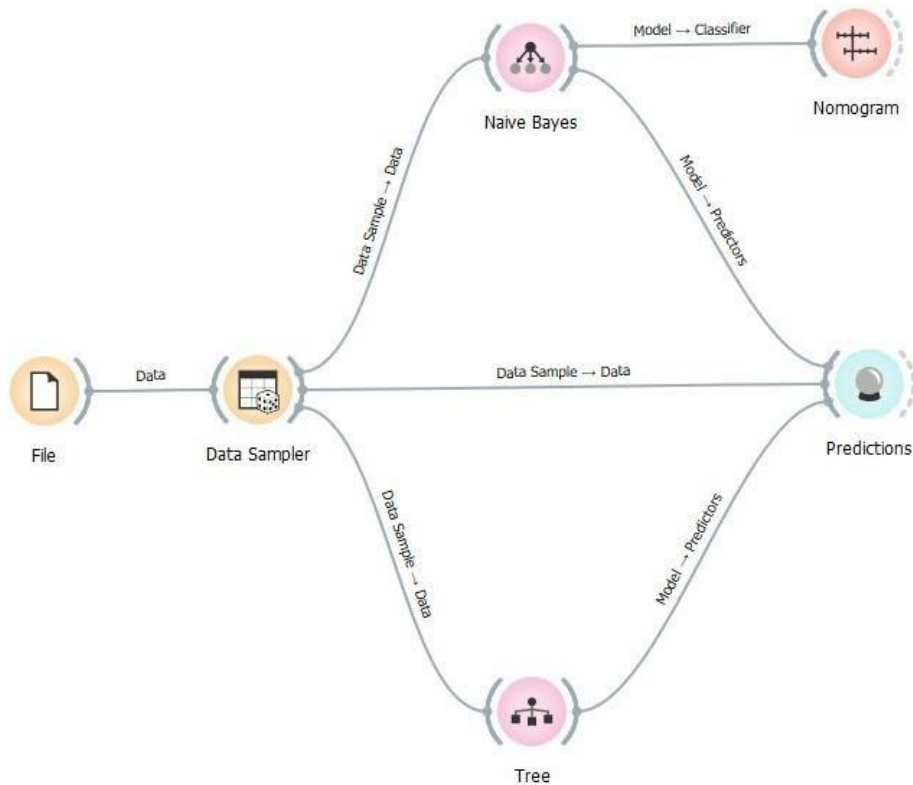 Model → Classifier
Naive Bayes
Nomogram
Data Sample → Data
Model → Predictors
Data
Data Sample → Data
File
Data Sampler
Predictions
Data Sample → Data
Model → Predictors
Tree